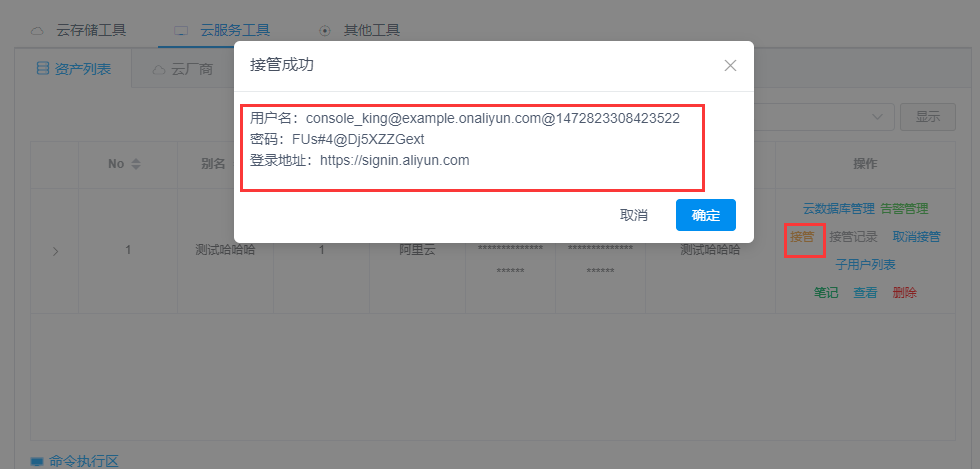 云存储工具 云服务工具 其他工具
资产列表 云厂商
接管成功
用户名：console_king@example.onaliyun.com@1472823308423522
密码：FUs#4@Dj5XZZGext
登录地址：https://signin.aliyun.com
取消 确定
显示
No 别名 操作
云数据库管理 告警管理
接管 接管记录 取消接管
1 测试哈哈哈 1 阿里云 ************** ************** 测试哈哈哈
****** ******
子用户列表
笔记 查看 删除
命令执行区